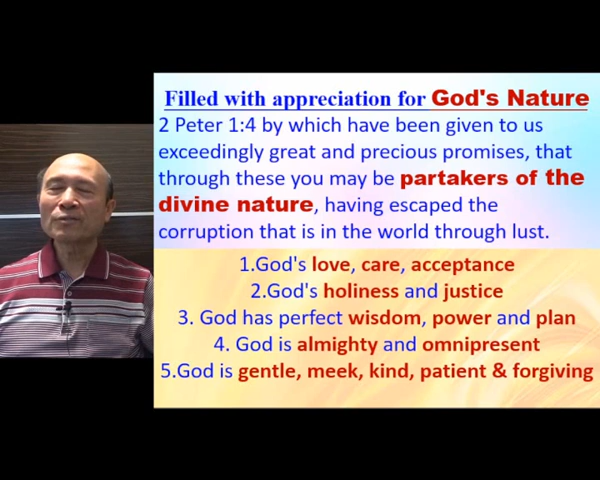 Filled with appreciation for God's Nature
2 Peter 1:4 by which have been given to us
exceedingly great and precious promises, that
through these you may be partakers of the
divine nature, having escaped the
corruption that is in the world through lust.
1.God's love, care, acceptance
2.God's holiness and justice
3. God has perfect wisdom, power and plan
4. God is almighty and omnipresent
5.God is gentle, meek, kind, patient & forgiving